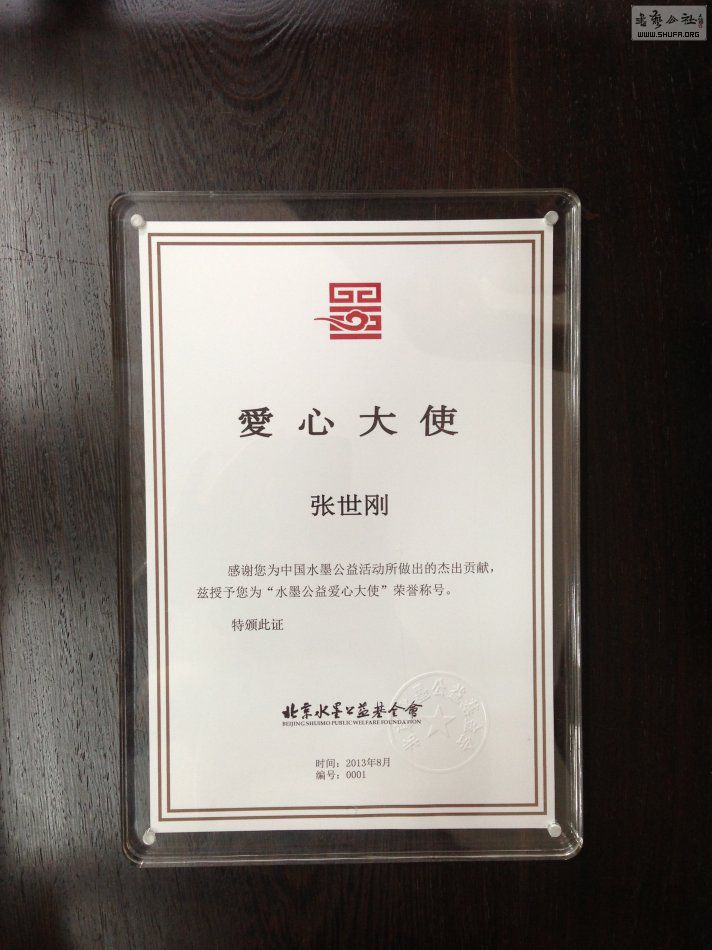 書藝公社
WWW.SHUFA.ORG
愛心大使
张世刚
感谢您为中国水墨公益活动所做出的杰出贡献，
兹授予您为“水墨公益爱心大使”荣誉称号。
特颁此证
北京水墨公益基金會
BEIJING SHUIMO PUBLIC WELFARE FOUNDATION
时间：2013年8月
编号：0001